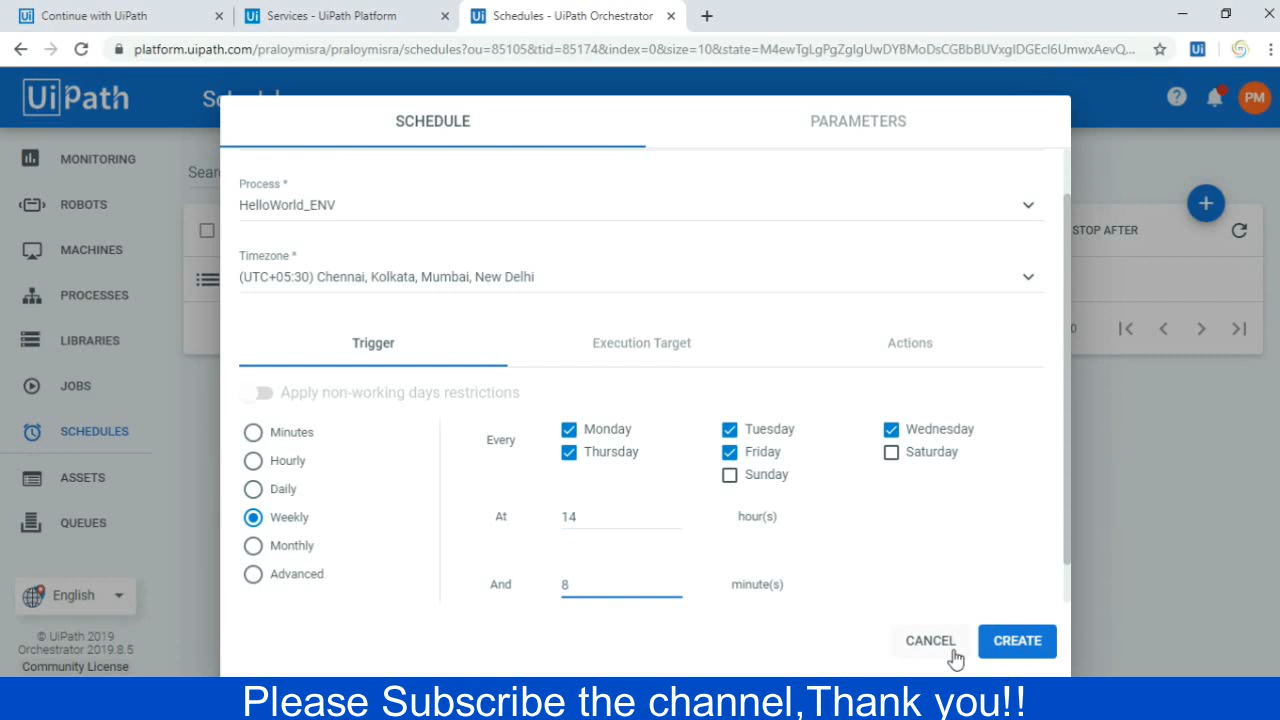 Continue with UiPath
Services - UiPath Platform
Schedules - UiPath Orchestrator
platform.uipath.com/praloymisra/praloymisra/schedules?ou=85105&tid=85174&index=0&size=10&state=
UiPath
PM
SCHEDULE
PARAMETERS
MONITORING
ROBOTS
MACHINES
PROCESSES
LIBRARIES
JOBS
SCHEDULES
ASSETS
QUEUES
English
© UiPath 2019
Orchestrator 2019.8.5
Community License
Process *
HelloWorld_ENV
Timezone *
(UTC+05:30) Chennai, Kolkata, Mumbai, New Delhi
Trigger
Execution Target
Actions
Apply non-working days restrictions
Minutes
Hourly
Daily
Weekly
Monthly
Advanced
Every
Monday
Tuesday
Wednesday
Thursday
Friday
Saturday
Sunday
At 14 hour(s)
And 8 minute(s)
CANCEL
CREATE
STOP AFTER
Please Subscribe the channel,Thank you!!